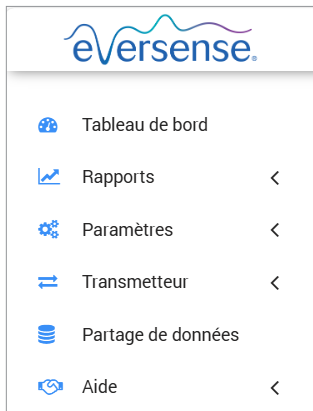 eversense®
Tableau de bord
Rapports
Paramètres
Transmetteur
Partage de données
Aide